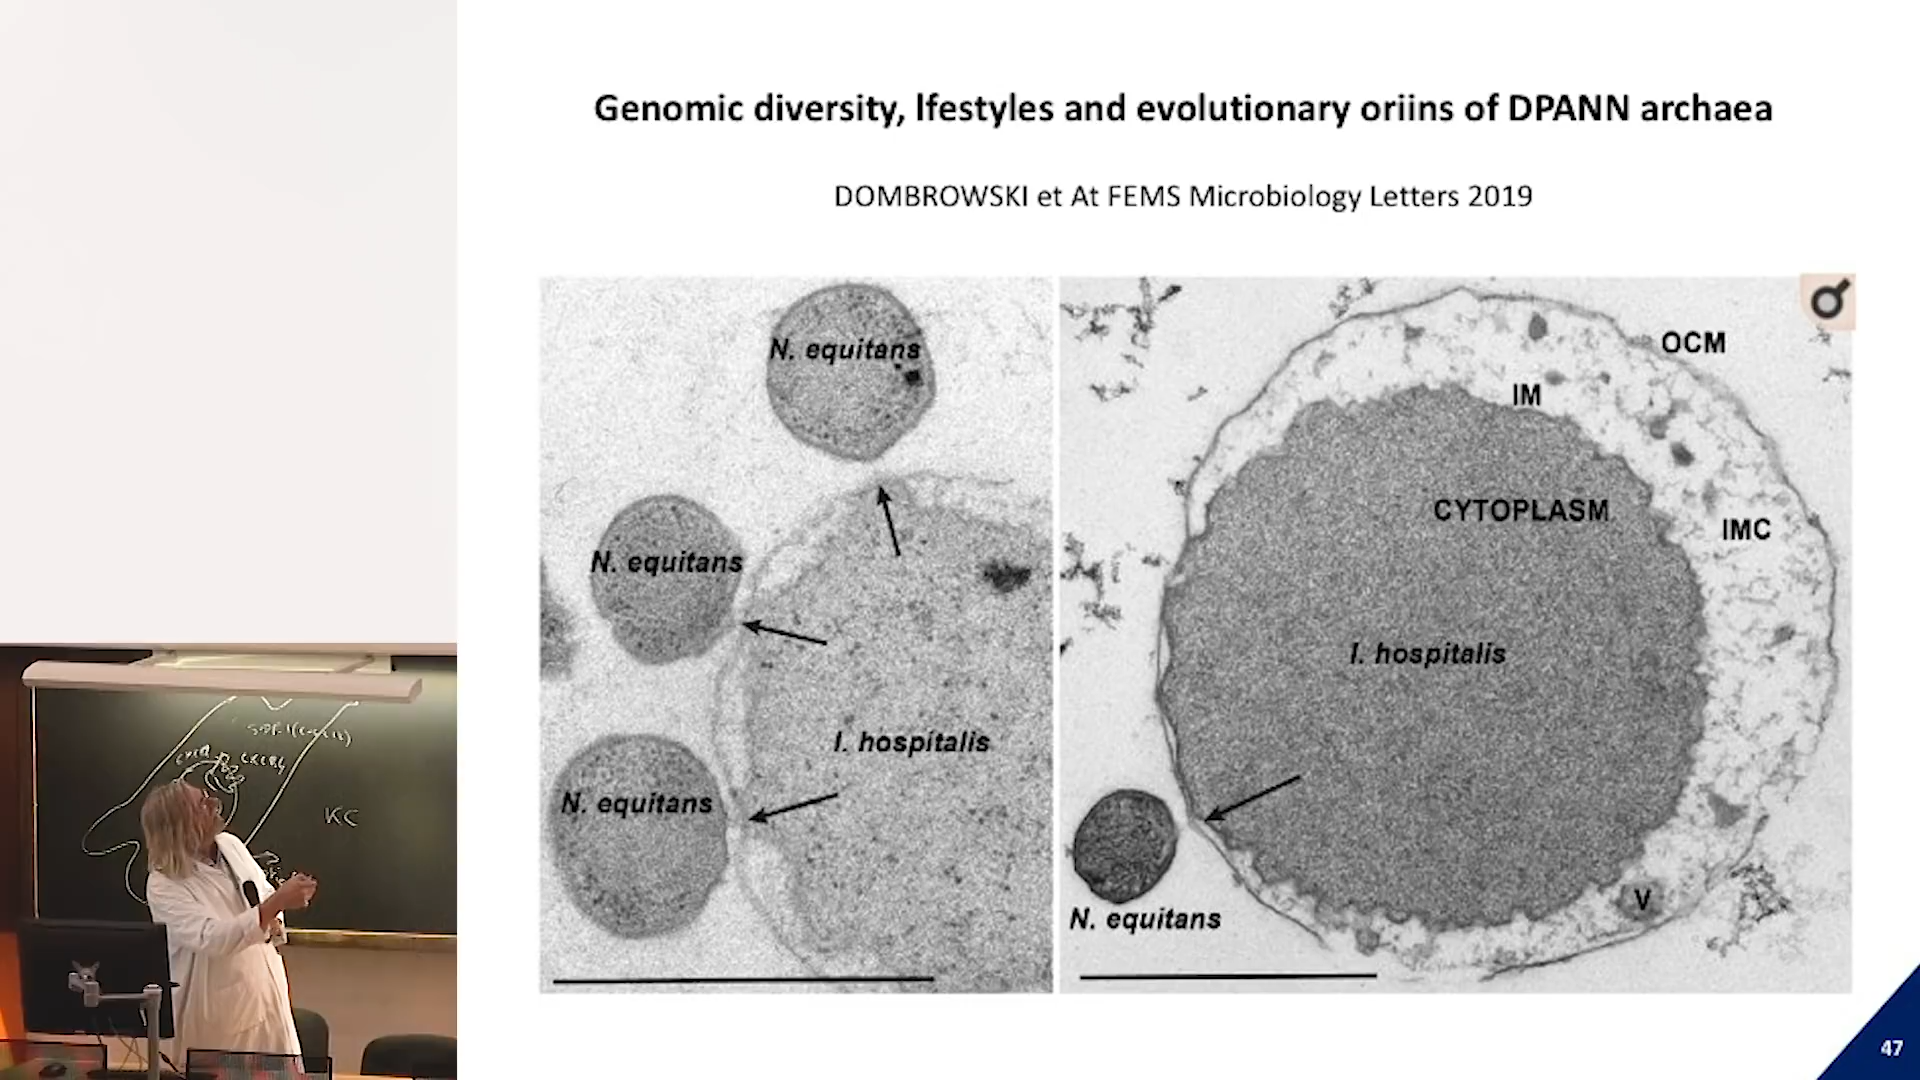 Genomic diversity, lfestyles and evolutionary oriins of DPANN archaea
DOMBROWSKI et At FEMS Microbiology Letters 2019
N. equitans
N. equitans
N. equitans
I. hospitalis
OCM
IM
CYTOPLASM
IMC
I. hospitalis
V
N. equitans
KC
47